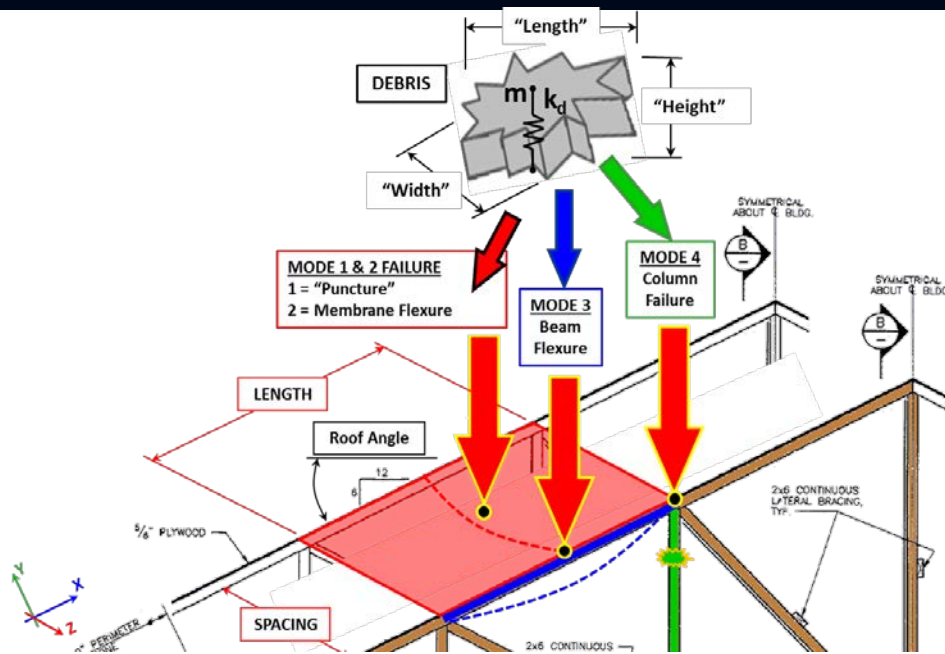 “Length”
DEBRIS
m
k_d
“Height”
“Width”
SYMMETRICAL
ABOUT ℄ BLDG.
B
–
MODE 1 & 2 FAILURE
1 = “Puncture”
2 = Membrane Flexure
MODE 4
Column
Failure
MODE 3
Beam
Flexure
SYMMETRICAL
ABOUT ℄ BLDG
B
–
LENGTH
Roof Angle
12
6
5/8" PLYWOOD
2x6 CONTINUOUS
LATERAL BRACING,
TYP.
Y
X
Z
SPACING
PERIMETER
2x6 CONTINUOUS